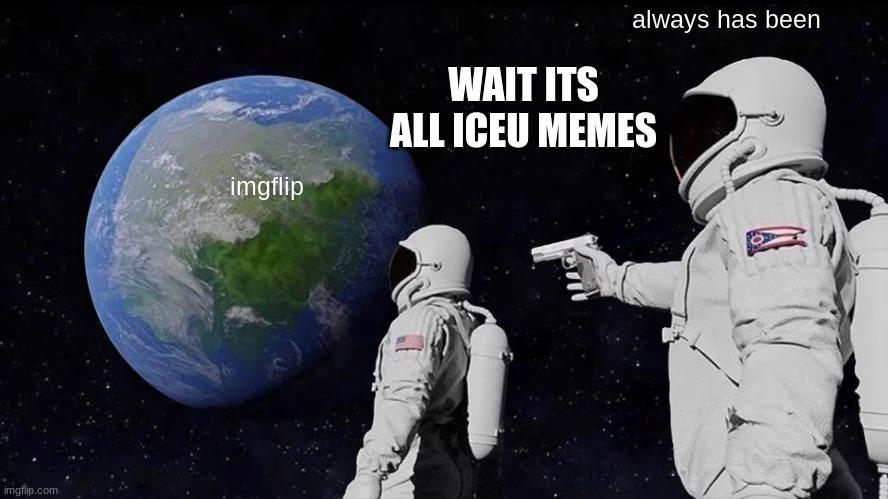 always has been
WAIT ITS
ALL ICEU MEMES
imgflip
imgflip.com